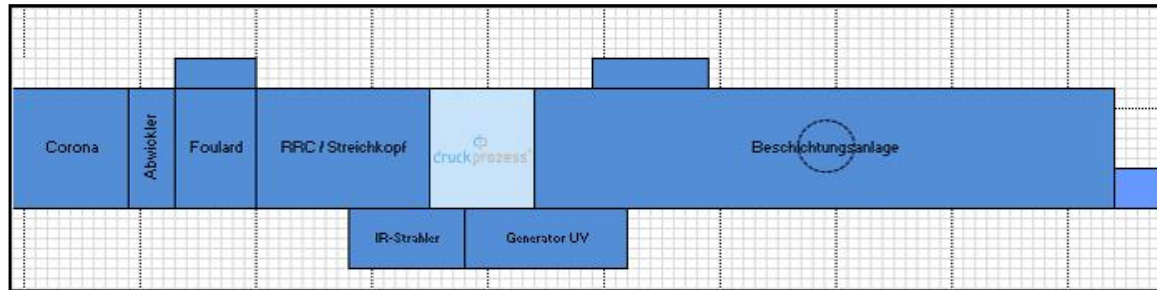 Corona
Abwickler
Foulard
RRC / Streichkopf
druckprozess®
Beschichtungsanlage
IR-Strahler
Generator UV